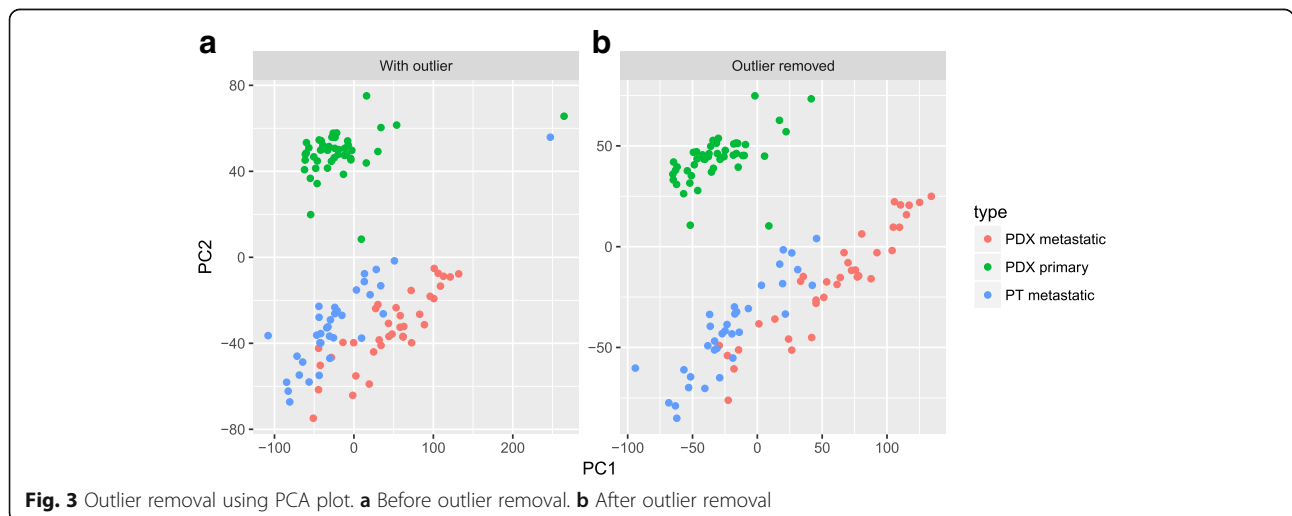 a
b
With outlier
Outlier removed
PC2
80
40
0
−40
−80
−100
0
100
200
50
0
−50
−100
−50
0
50
100
PC1
type
PDX metastatic
PDX primary
PT metastatic
Fig. 3 Outlier removal using PCA plot. a Before outlier removal. b After outlier removal